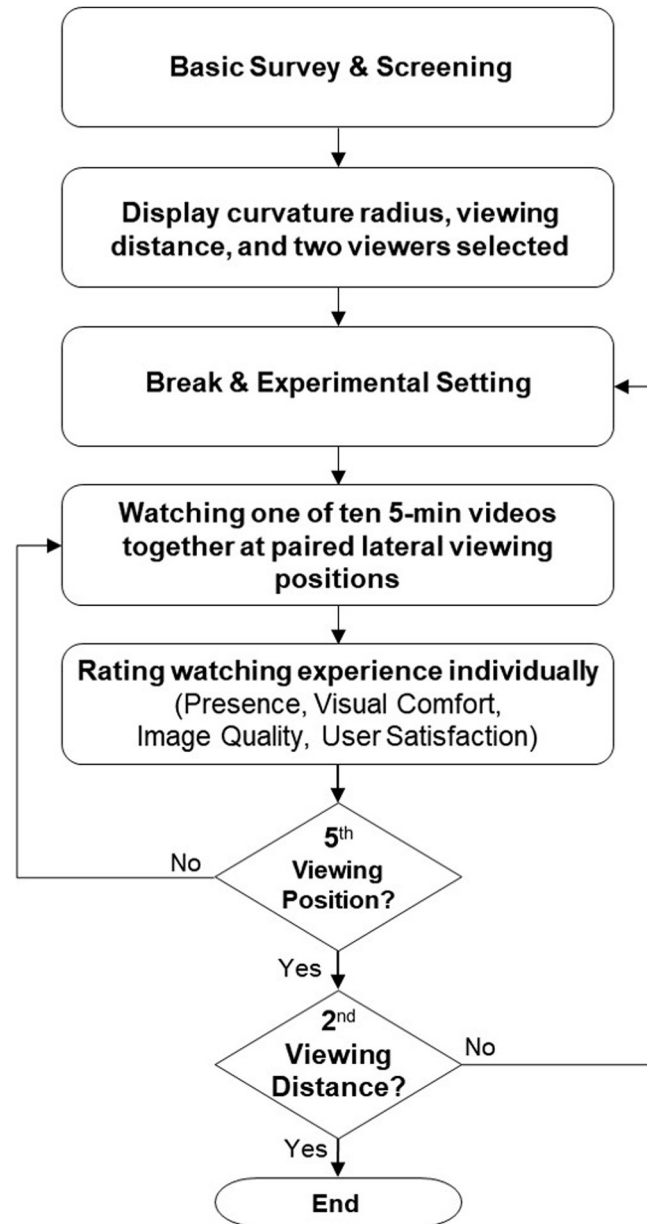 Basic Survey & Screening
Display curvature radius, viewing
distance, and two viewers selected
Break & Experimental Setting
Watching one of ten 5-min videos
together at paired lateral viewing
positions
Rating watching experience individually
(Presence, Visual Comfort,
Image Quality, User Satisfaction)
5th
Viewing
Position?
No
Yes
2nd
Viewing
Distance?
No
Yes
End